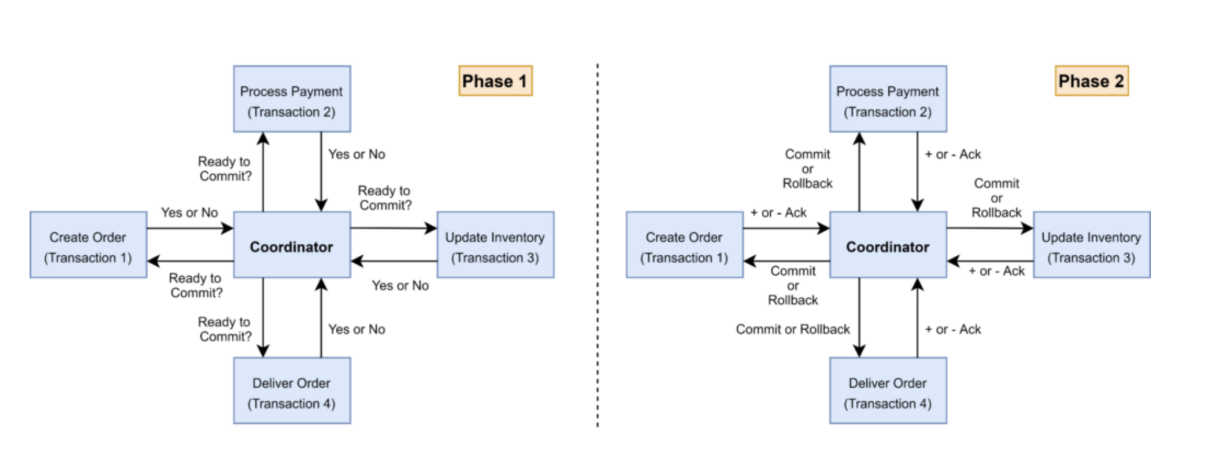 Phase 1
Process Payment
(Transaction 2)
Ready to
Commit?
Yes or No
Ready to
Commit?
Yes or No
Create Order
(Transaction 1)
Coordinator
Update Inventory
(Transaction 3)
Ready to
Commit?
Yes or No
Ready to
Commit?
Yes or No
Deliver Order
(Transaction 4)
Phase 2
Process Payment
(Transaction 2)
Commit
or
Rollback
+ or - Ack
Commit
or
Rollback
+ or - Ack
Create Order
(Transaction 1)
Coordinator
Update Inventory
(Transaction 3)
Commit
or
Rollback
+ or - Ack
Commit or Rollback
+ or - Ack
Deliver Order
(Transaction 4)